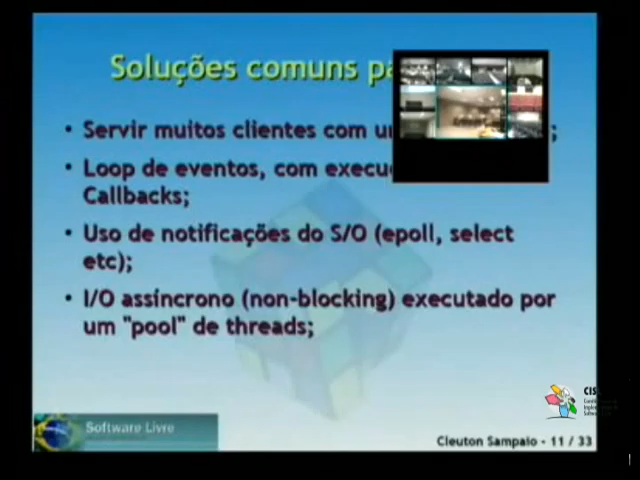 Soluções comuns pa
• Servir muitos clientes com u
• Loop de eventos, com execu
Callbacks;
• Uso de notificações do S/O (epoll, select
etc);
• I/O assíncrono (non-blocking) executado por
um "pool" de threads;
CIS
Software Livre
Cleuton Sampaio - 11 / 33